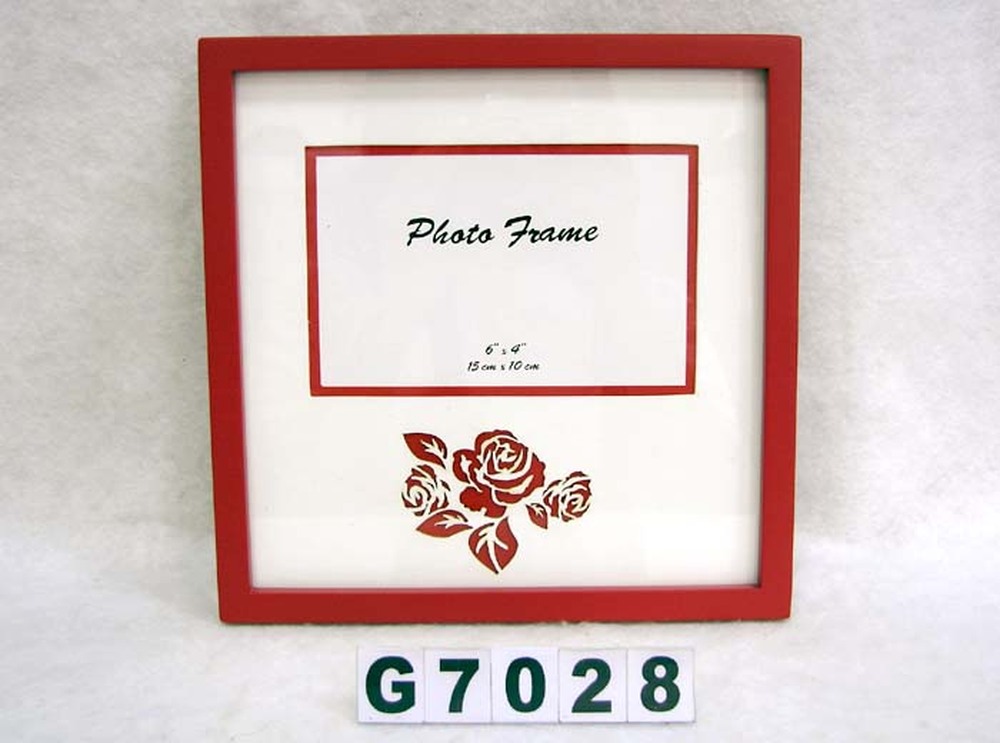 Photo Frame
6" x 4"
15 cm x 10 cm
G7028